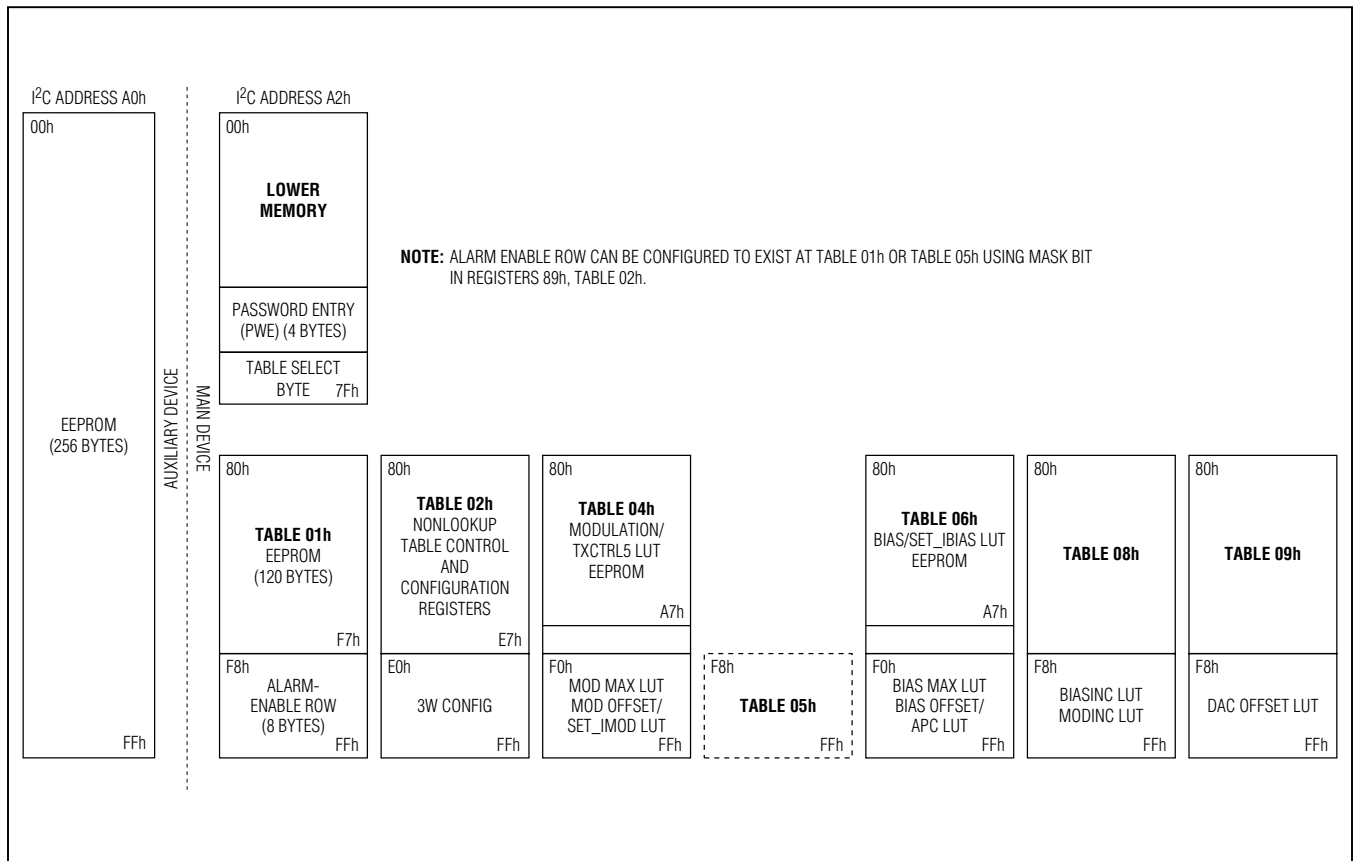 I2C ADDRESS A0h
00h
EEPROM
(256 BYTES)
FFh
AUXILIARY DEVICE
MAIN DEVICE
I2C ADDRESS A2h
00h
LOWER
MEMORY
PASSWORD ENTRY
(PWE) (4 BYTES)
TABLE SELECT
BYTE 7Fh
NOTE: ALARM ENABLE ROW CAN BE CONFIGURED TO EXIST AT TABLE 01h OR TABLE 05h USING MASK BIT
IN REGISTERS 89h, TABLE 02h.
80h
TABLE 01h
EEPROM
(120 BYTES)
F7h
F8h
ALARM-
ENABLE ROW
(8 BYTES)
FFh
80h
TABLE 02h
NONLOOKUP
TABLE CONTROL
AND
CONFIGURATION
REGISTERS
E7h
E0h
3W CONFIG
FFh
80h
TABLE 04h
MODULATION/
TXCTRL5 LUT
EEPROM
A7h
F0h
MOD MAX LUT
MOD OFFSET/
SET_IMOD LUT
FFh
F8h
TABLE 05h
FFh
80h
TABLE 06h
BIAS/SET_IBIAS LUT
EEPROM
A7h
F0h
BIAS MAX LUT
BIAS OFFSET/
APC LUT
FFh
80h
TABLE 08h
F8h
BIASINC LUT
MODINC LUT
FFh
80h
TABLE 09h
F8h
DAC OFFSET LUT
FFh